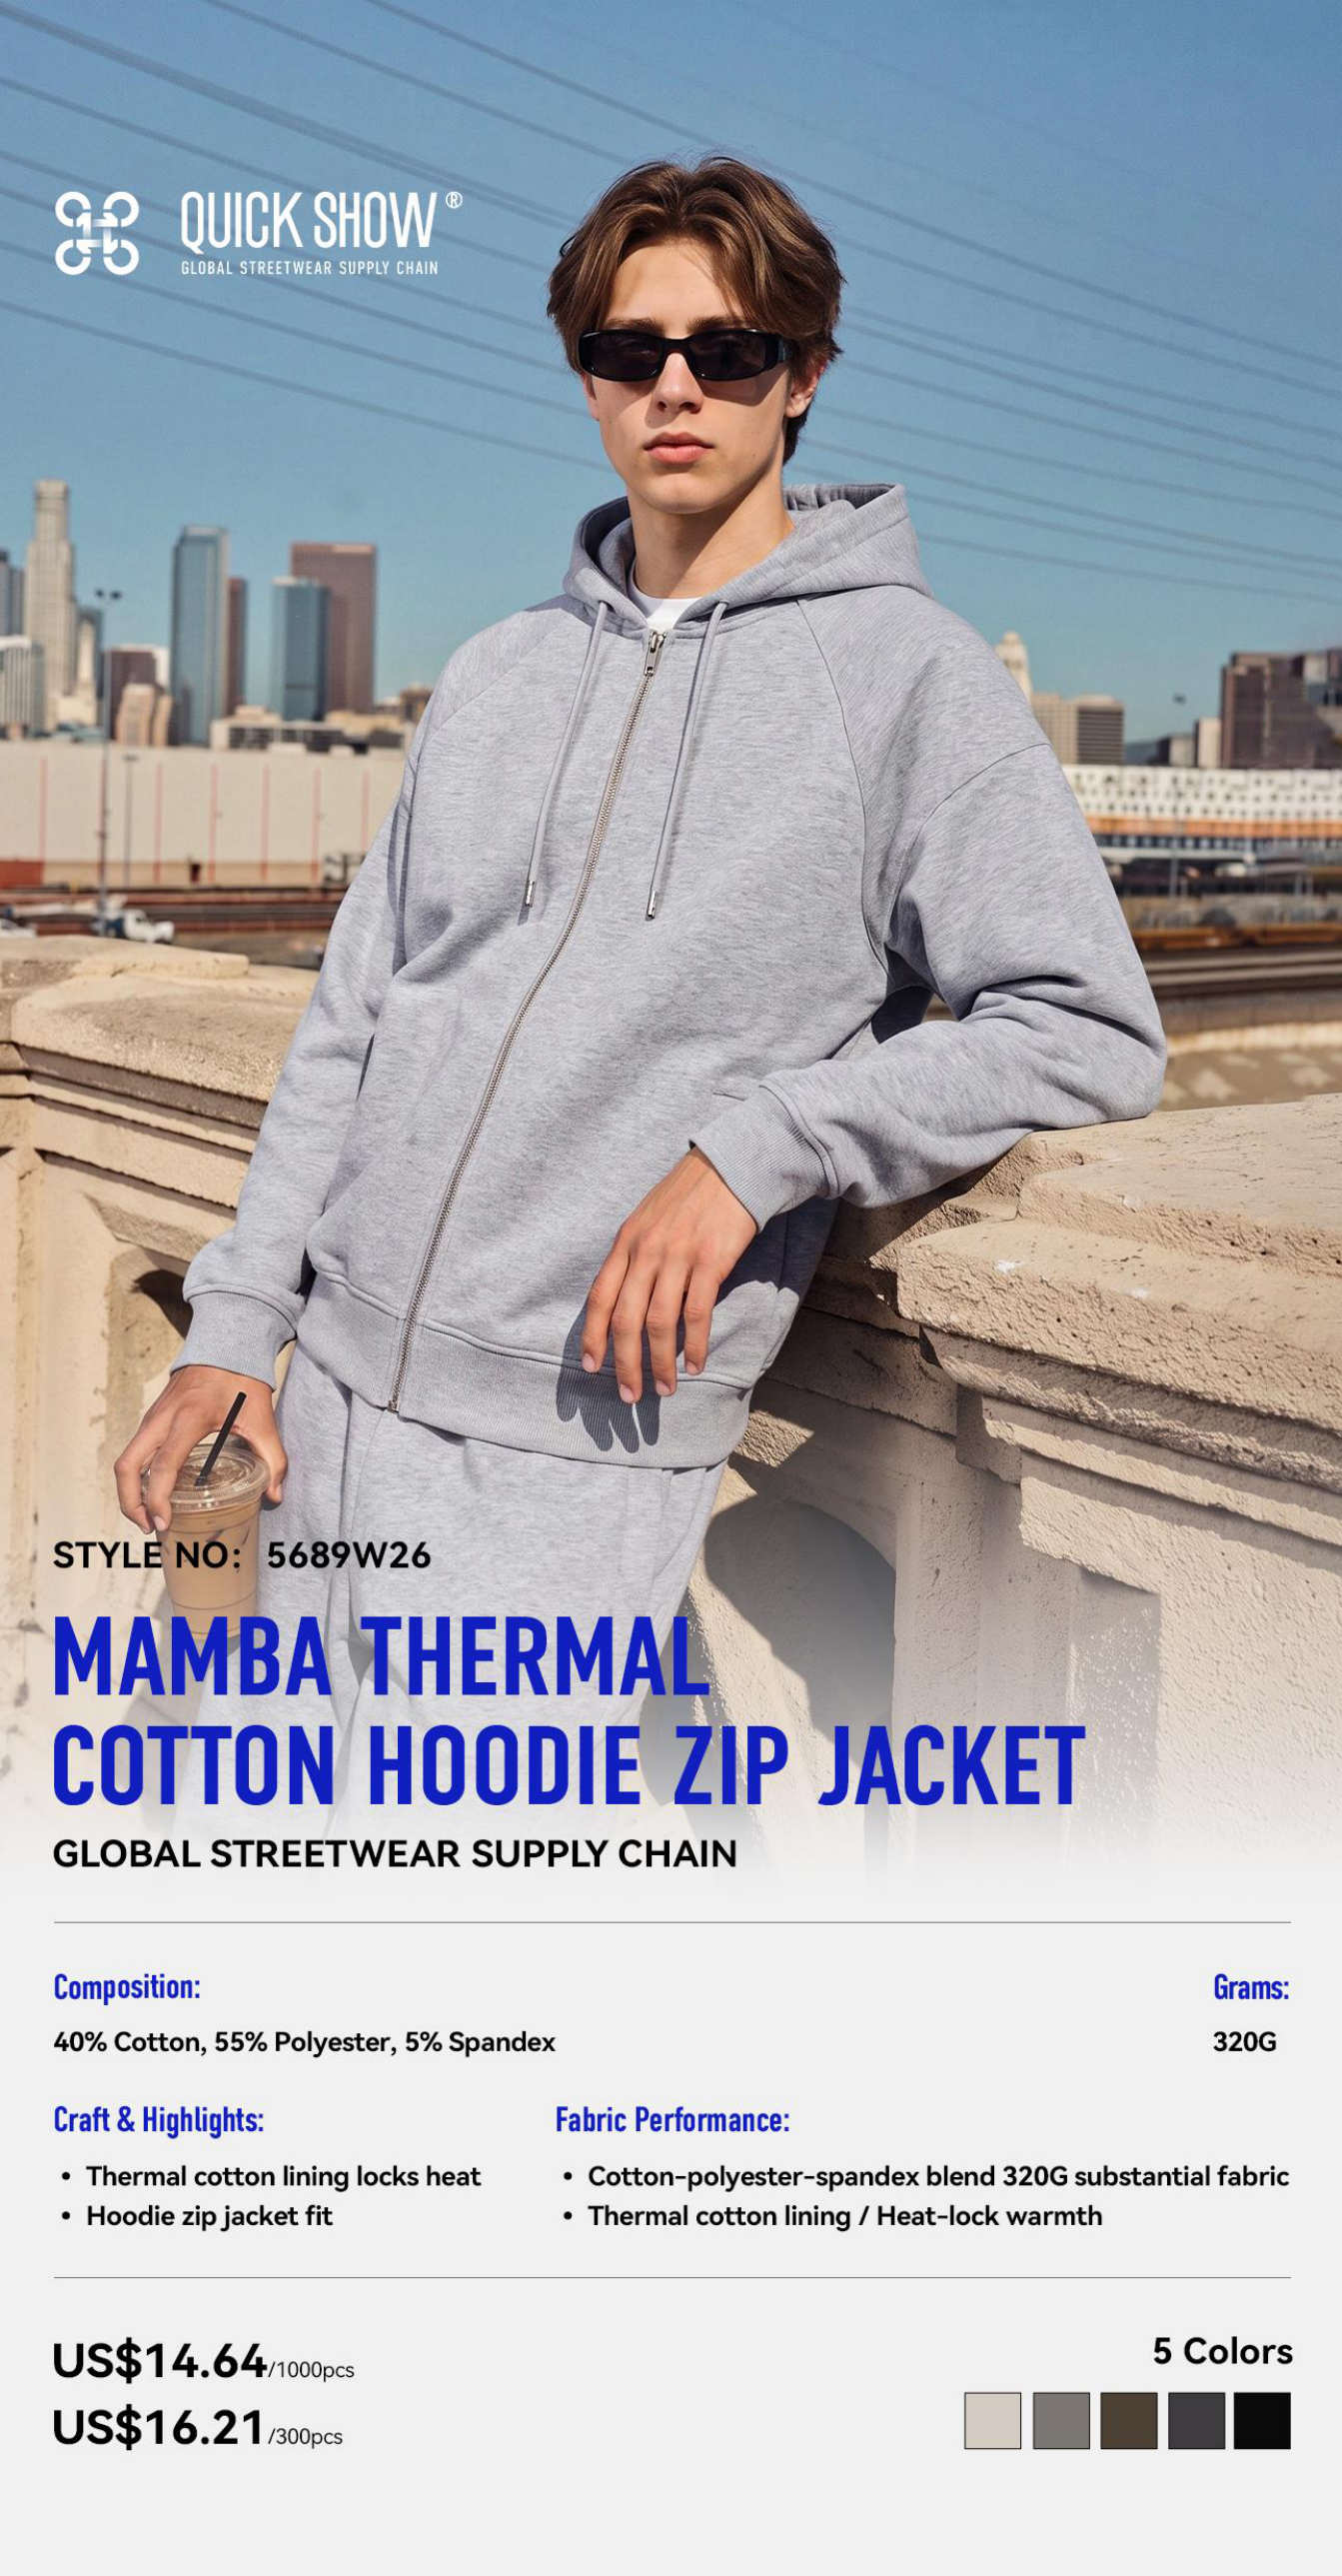 QUICK SHOW®
GLOBAL STREETWEAR SUPPLY CHAIN
STYLE NO: 5689W26
MAMBA THERMAL
COTTON HOODIE ZIP JACKET
GLOBAL STREETWEAR SUPPLY CHAIN
Composition:
40% Cotton, 55% Polyester, 5% Spandex
Grams:
320G
Craft & Highlights:
• Thermal cotton lining locks heat
• Hoodie zip jacket fit
Fabric Performance:
• Cotton-polyester-spandex blend 320G substantial fabric
• Thermal cotton lining / Heat-lock warmth
US$14.64/1000pcs
US$16.21/300pcs
5 Colors